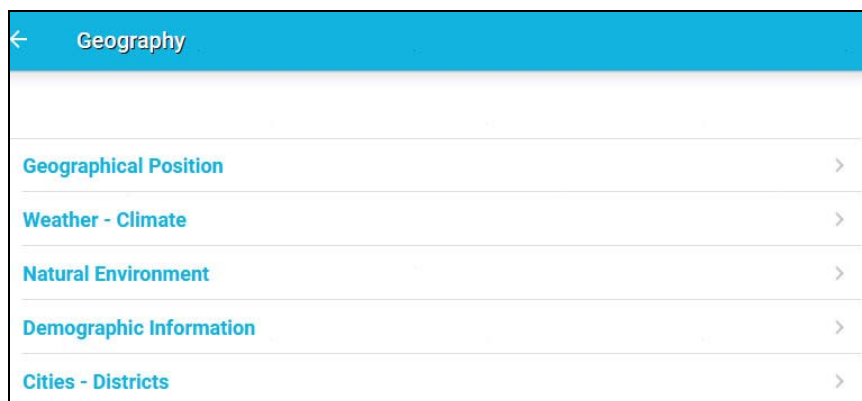 Geography
Geographical Position
Weather - Climate
Natural Environment
Demographic Information
Cities - Districts